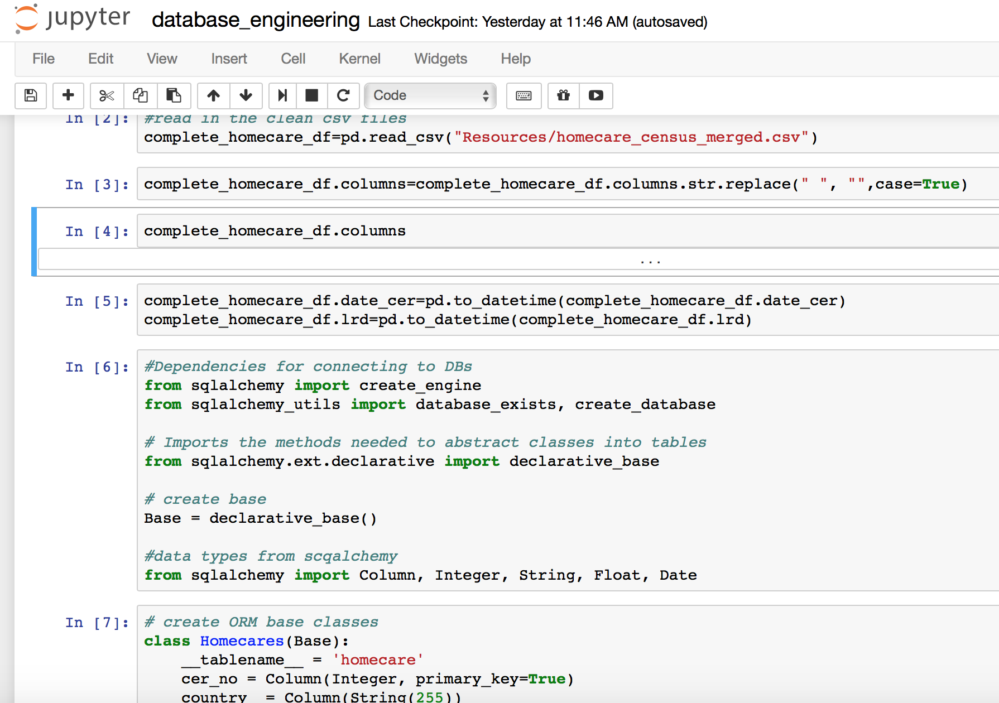 jupyter database_engineering Last Checkpoint: Yesterday at 11:46 AM (autosaved)
File Edit View Insert Cell Kernel Widgets Help
Code
In [2]: #read in the clean csv files
complete_homecare_df=pd.read_csv("Resources/homecare_census_merged.csv")
In [3]: complete_homecare_df.columns=complete_homecare_df.columns.str.replace(" ", "",case=True)
In [4]: complete_homecare_df.columns
...
In [5]: complete_homecare_df.date_cer=pd.to_datetime(complete_homecare_df.date_cer)
complete_homecare_df.lrd=pd.to_datetime(complete_homecare_df.lrd)
In [6]: #Dependencies for connecting to DBs
from sqlalchemy import create_engine
from sqlalchemy_utils import database_exists, create_database
# Imports the methods needed to abstract classes into tables
from sqlalchemy.ext.declarative import declarative_base
# create base
Base = declarative_base()
#data types from scqalchemy
from sqlalchemy import Column, Integer, String, Float, Date
In [7]: # create ORM base classes
class Homecares(Base):
__tablename__ = 'homecare'
cer_no = Column(Integer, primary_key=True)
country = Column(String(255))